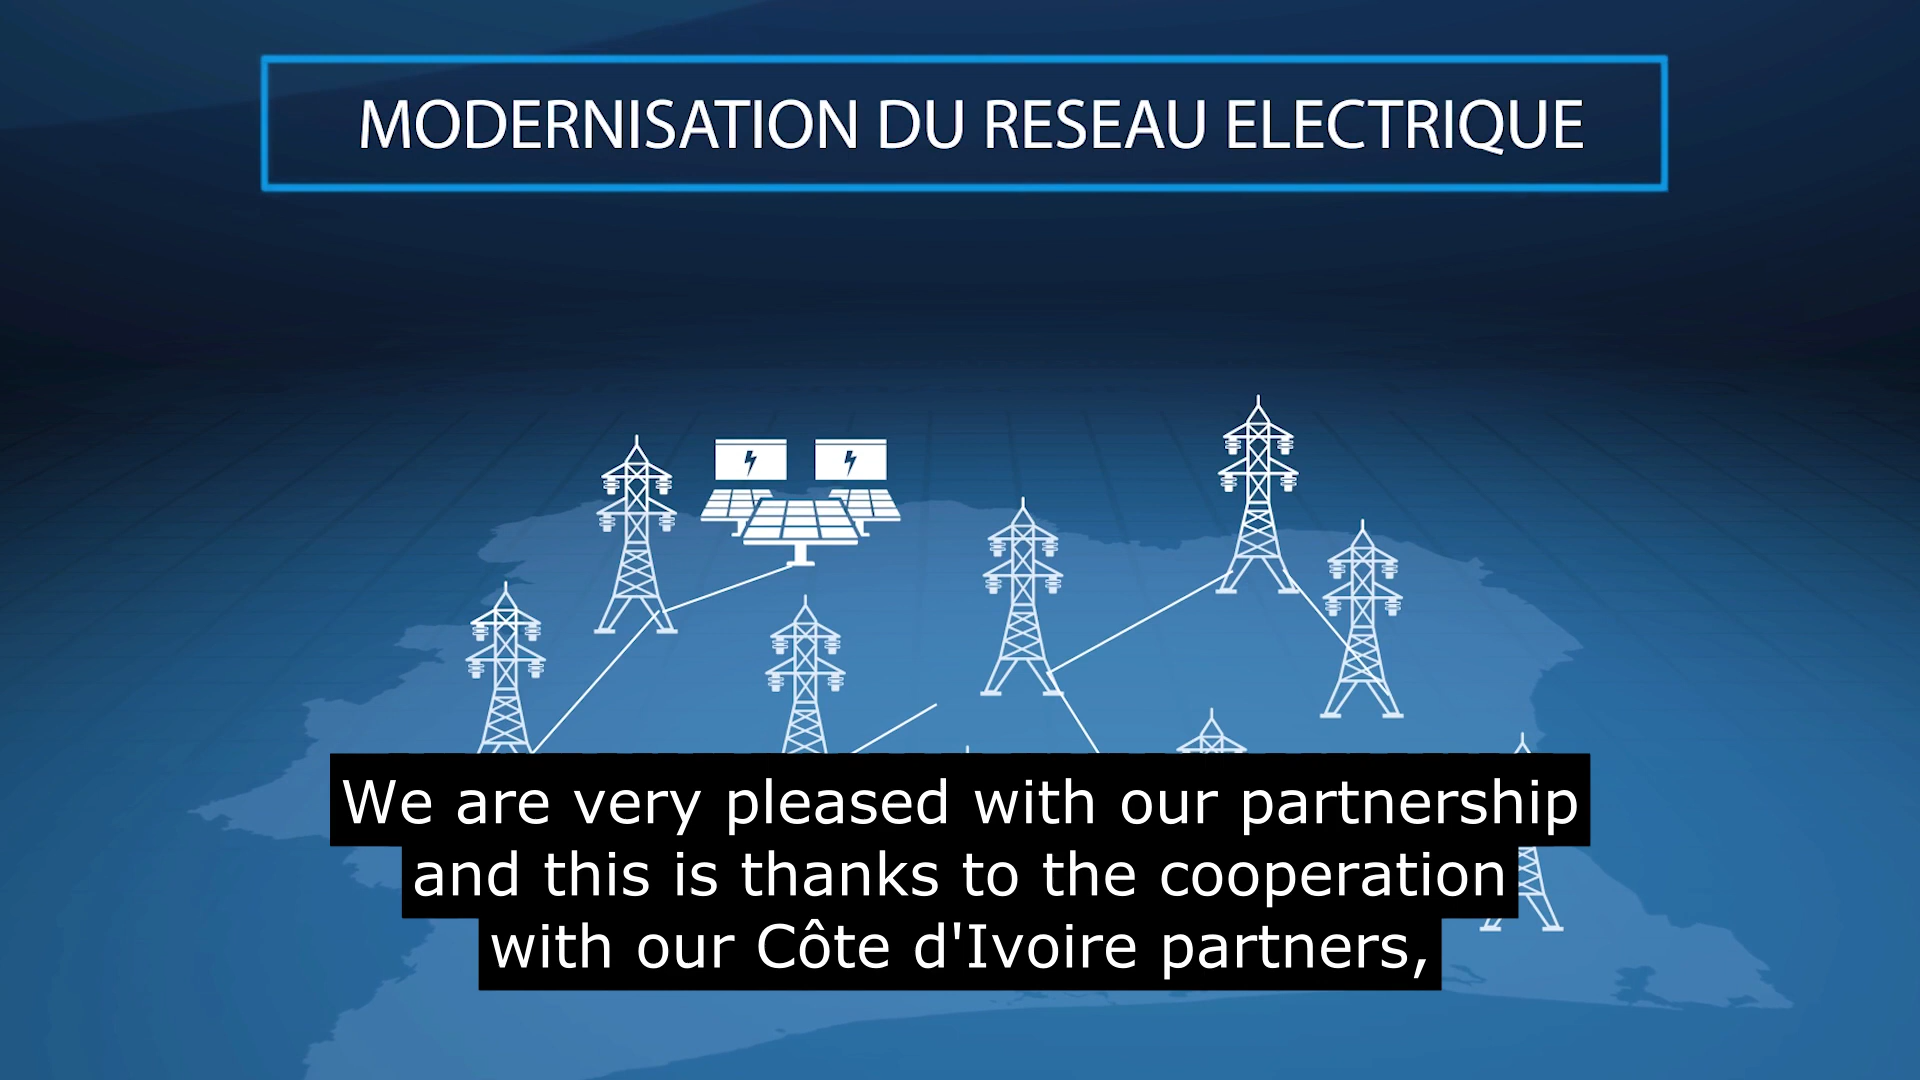 MODERNISATION DU RESEAU ELECTRIQUE
We are very pleased with our partnership
and this is thanks to the cooperation
with our Côte d'Ivoire partners,